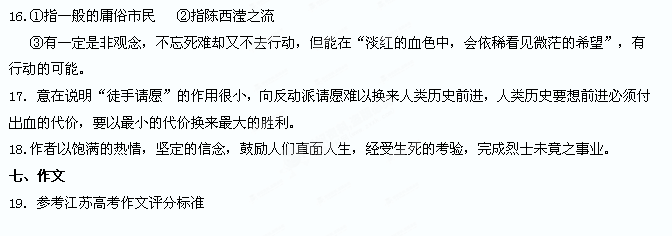 16.①指一般的庸俗市民　②指陈西滢之流
③有一定是非观念，不忘死难却又不去行动，但能在“淡红的血色中，会依稀看见微茫的希望”，有
行动的可能。
17. 意在说明“徒手请愿”的作用很小，向反动派请愿难以换来人类历史前进，人类历史要想前进必须付
出血的代价，要以最小的代价换来最大的胜利。
18.作者以饱满的热情，坚定的信念，鼓励人们直面人生，经受生死的考验，完成烈士未竟之事业。
七、作文
19. 参考江苏高考作文评分标准